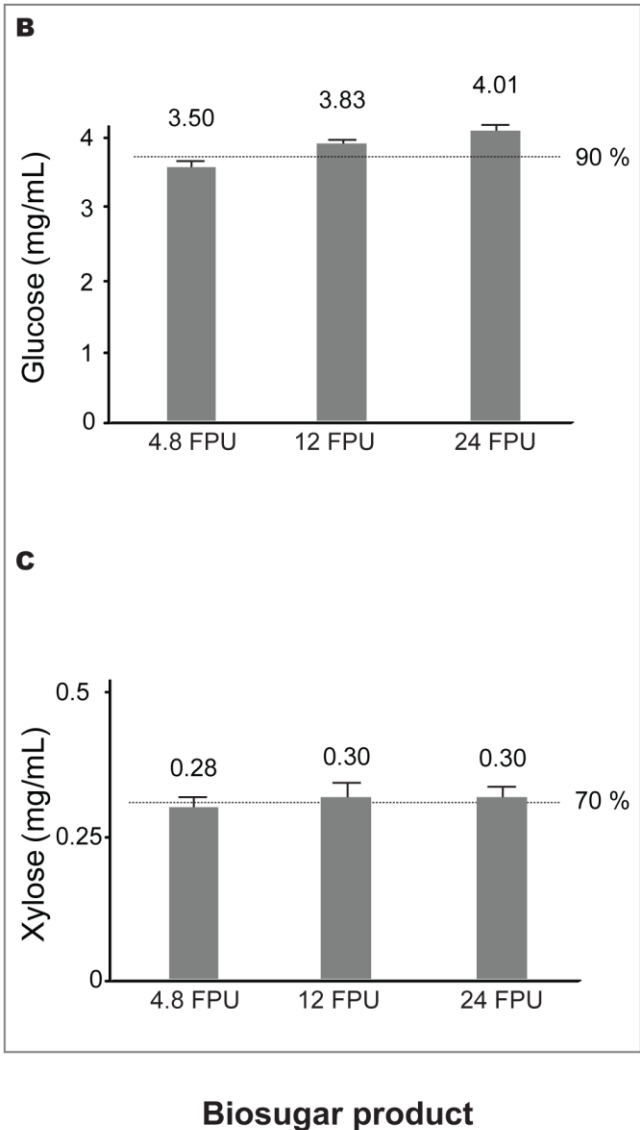 B
3.50
3.83
4.01
4
90 %
3
2
1
0
Glucose (mg/mL)
4.8 FPU
12 FPU
24 FPU
C
0.5
0.28
0.30
0.30
70 %
0.25
0
Xylose (mg/mL)
4.8 FPU
12 FPU
24 FPU
Biosugar product